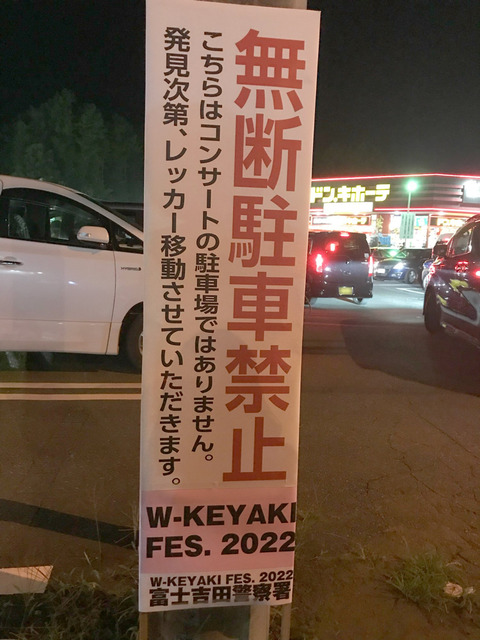 無断駐車禁止
こちらはコンサートの駐車場ではありません。
発見次第、レッカー移動させていただきます。
W-KEYAKI
FES. 2022
W-KEYAKI FES. 2022
富士吉田警察署
ドン.キホーテ